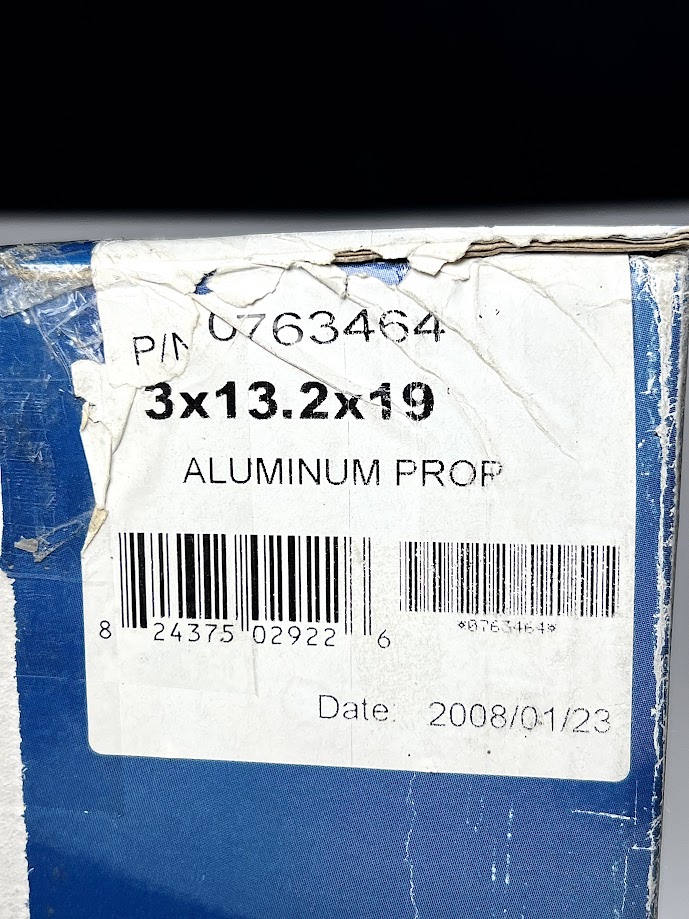 P/N 0763464
3x13.2x19
ALUMINUM PROP
8 24375 02922 6
*0763464*
Date: 2008/01/23